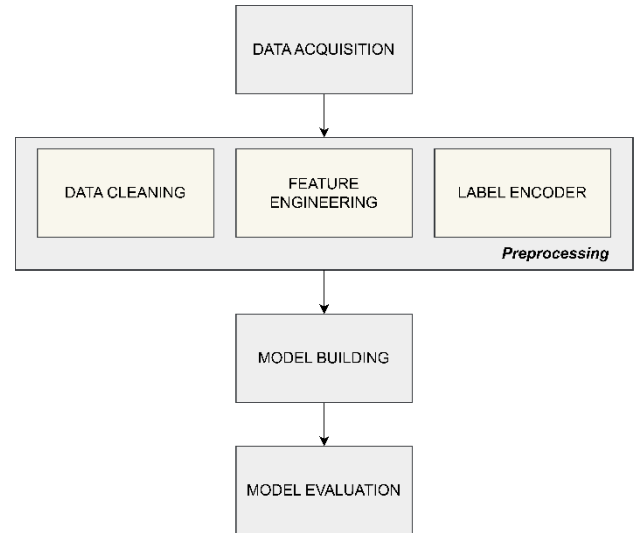 DATA ACQUISITION
DATA CLEANING
FEATURE
ENGINEERING
LABEL ENCODER
Preprocessing
MODEL BUILDING
MODEL EVALUATION